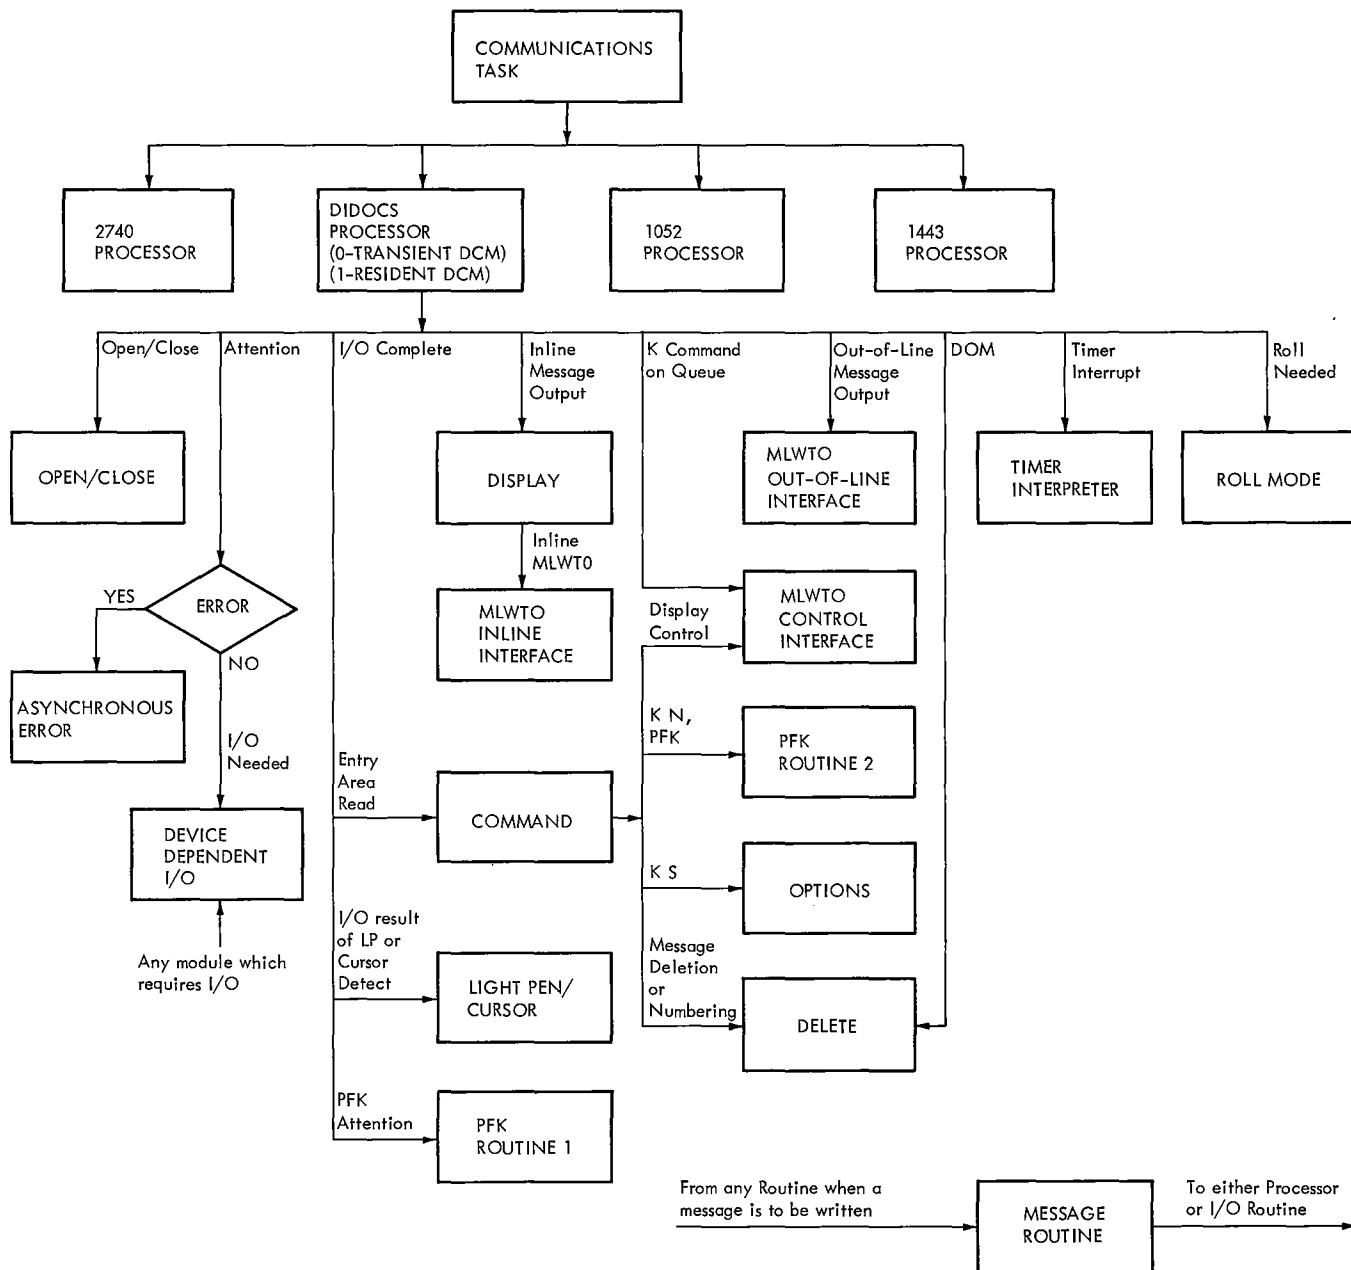 COMMUNICATIONS
TASK
2740
PROCESSOR
DIDOCS
PROCESSOR
(0-TRANSIENT DCM)
(1-RESIDENT DCM)
1052
PROCESSOR
1443
PROCESSOR
Open/Close
Attention
I/O Complete
Inline
Message
Output
K Command
on Queue
Out-of-Line
Message
Output
DOM
Timer
Interrupt
Roll
Needed
OPEN/CLOSE
DISPLAY
MLWTO
OUT-OF-LINE
INTERFACE
TIMER
INTERPRETER
ROLL MODE
Inline
MLWT0
YES
ERROR
NO
MLWTO
INLINE
INTERFACE
Display
Control
MLWTO
CONTROL
INTERFACE
ASYNCHRONOUS
ERROR
I/O
Needed
K N,
PFK
PFK
ROUTINE 2
Entry
Area
Read
COMMAND
DEVICE
DEPENDENT
I/O
K S
OPTIONS
Any module which
requires I/O
I/O result
of LP or
Cursor
Detect
LIGHT PEN/
CURSOR
Message
Deletion
or
Numbering
DELETE
PFK
Attention
PFK
ROUTINE 1
From any Routine when a
message is to be written
MESSAGE
ROUTINE
To either Processor
or I/O Routine